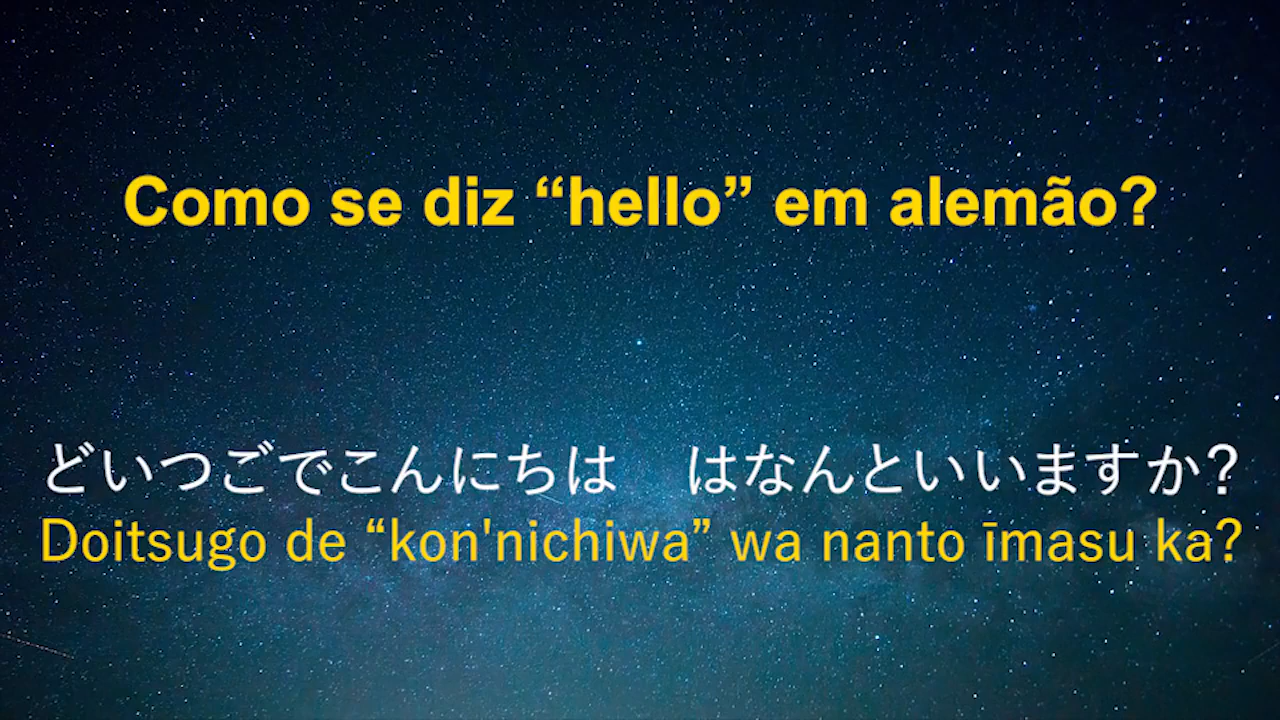 Como se diz “hello” em alemão?
どいつごでこんにちは　はなんといいますか?
Doitsugo de “kon'nichiwa” wa nanto īmasu ka?